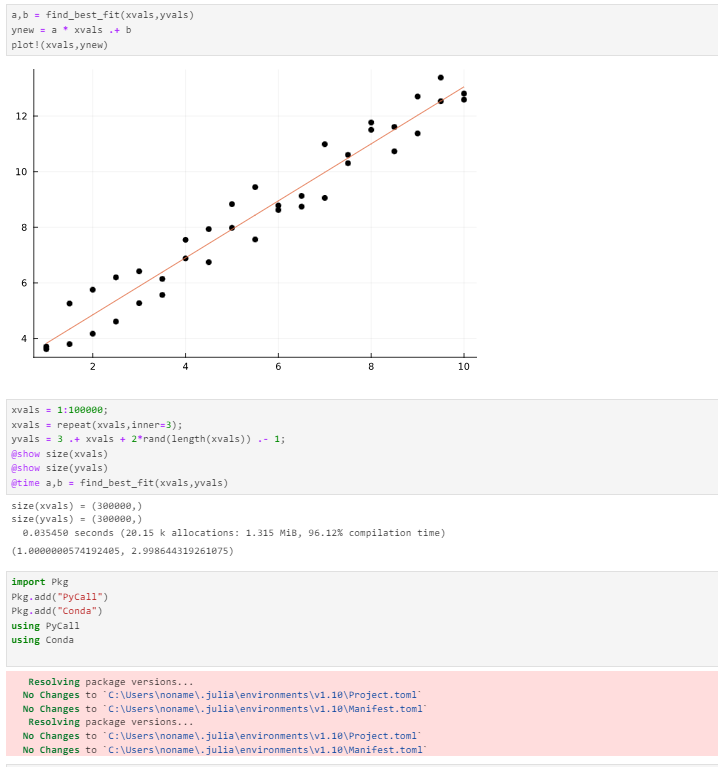 a,b = find_best_fit(xvals,yvals)
ynew = a * xvals .+ b
plot!(xvals,ynew)
12
10
8
6
4
2 4 6 8 10
xvals = 1:100000;
xvals = repeat(xvals,inner=3);
yvals = 3 .+ xvals + 2*rand(length(xvals)) .- 1;
@show size(xvals)
@show size(yvals)
@time a,b = find_best_fit(xvals,yvals)
size(xvals) = (300000,)
size(yvals) = (300000,)
0.035450 seconds (20.15 k allocations: 1.315 MiB, 96.12% compilation time)
(1.0000000574192405, 2.998644319261075)
import Pkg
Pkg.add("PyCall")
Pkg.add("Conda")
using PyCall
using Conda
Resolving package versions...
No Changes to `C:\Users\noname\.julia\environments\v1.10\Project.toml`
No Changes to `C:\Users\noname\.julia\environments\v1.10\Manifest.toml`
Resolving package versions...
No Changes to `C:\Users\noname\.julia\environments\v1.10\Project.toml`
No Changes to `C:\Users\noname\.julia\environments\v1.10\Manifest.toml`